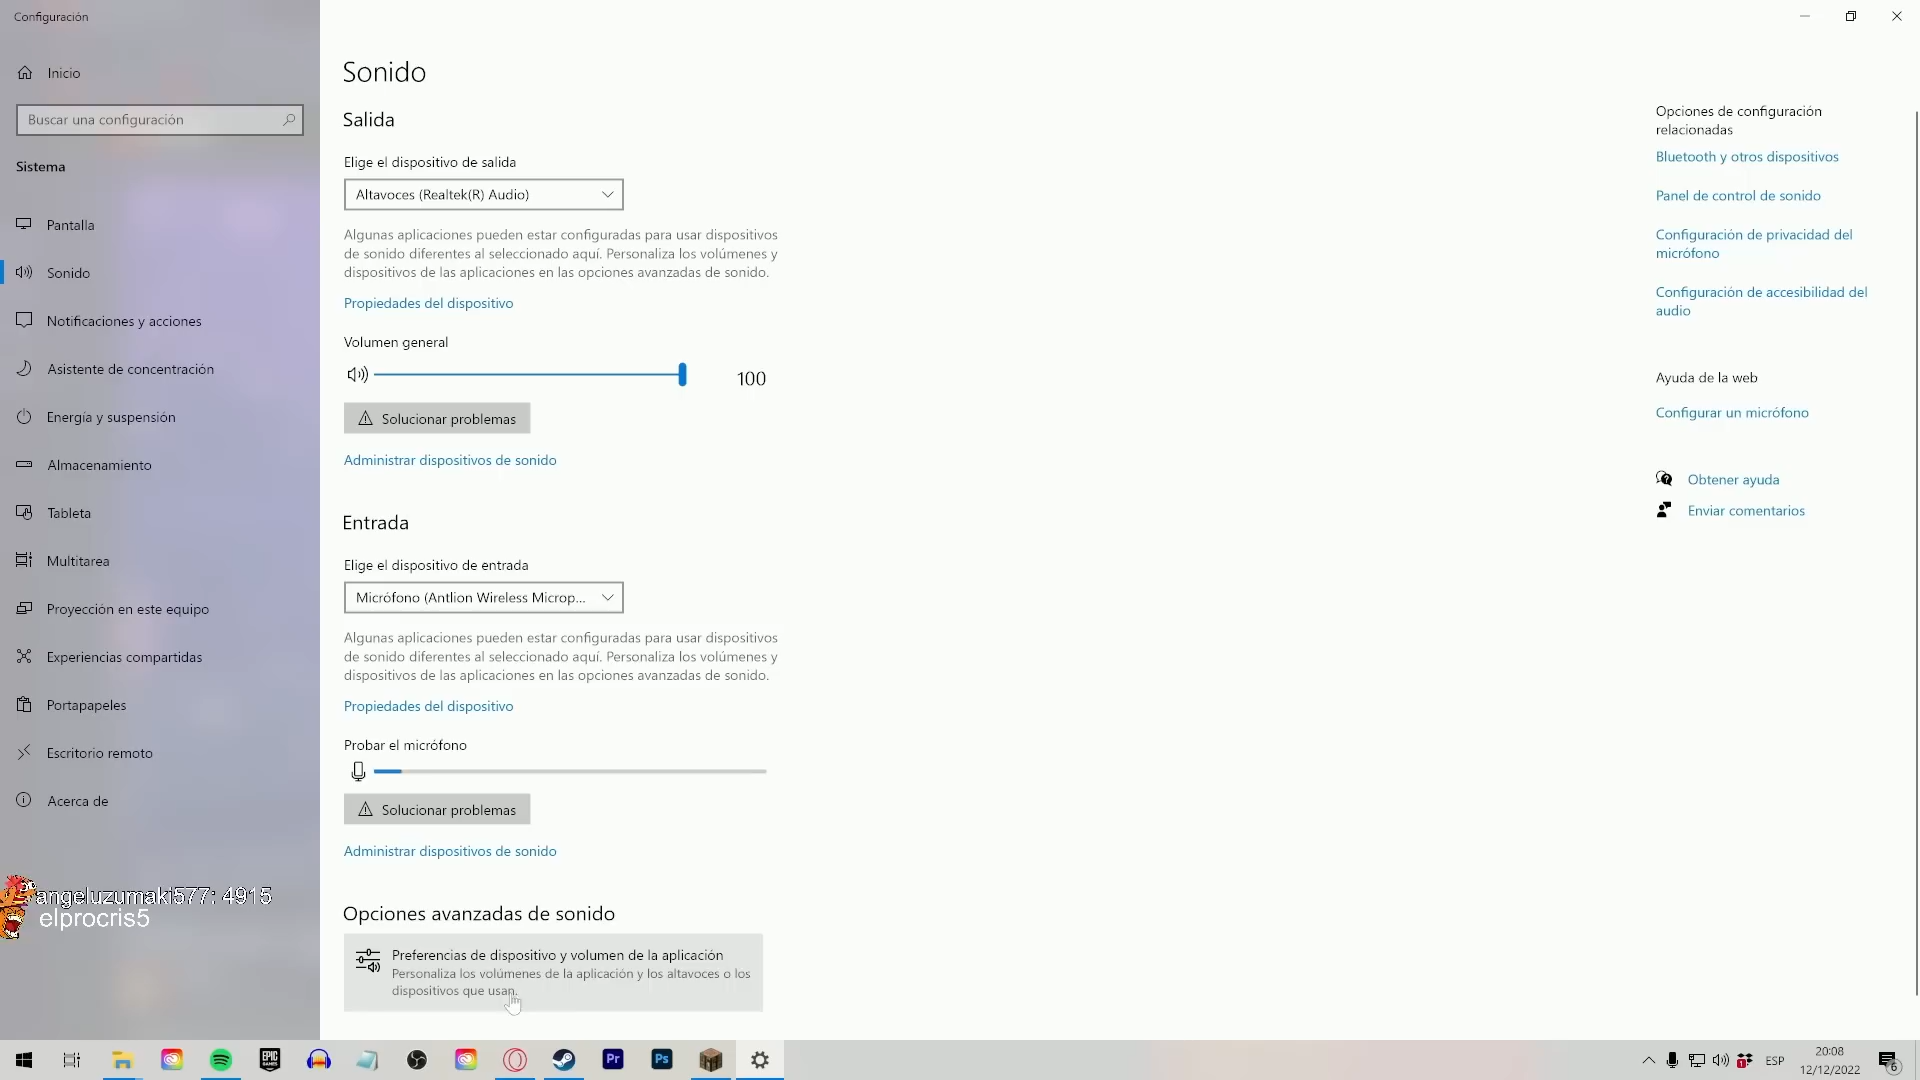 Configuración
Inicio
Buscar una configuración
Sistema
Pantalla
Sonido
Notificaciones y acciones
Asistente de concentración
Energía y suspensión
Almacenamiento
Tableta
Multitarea
Proyección en este equipo
Experiencias compartidas
Portapapeles
Escritorio remoto
Acerca de
angeluzumaki577: 4915
elprocris5
Sonido
Salida
Elige el dispositivo de salida
Altavoces (Realtek(R) Audio)
Algunas aplicaciones pueden estar configuradas para usar dispositivos
de sonido diferentes al seleccionado aquí. Personaliza los volúmenes y
dispositivos de las aplicaciones en las opciones avanzadas de sonido.
Propiedades del dispositivo
Volumen general
100
Solucionar problemas
Administrar dispositivos de sonido
Entrada
Elige el dispositivo de entrada
Micrófono (Antlion Wireless Microp...
Algunas aplicaciones pueden estar configuradas para usar dispositivos
de sonido diferentes al seleccionado aquí. Personaliza los volúmenes y
dispositivos de las aplicaciones en las opciones avanzadas de sonido.
Propiedades del dispositivo
Probar el micrófono
Solucionar problemas
Administrar dispositivos de sonido
Opciones avanzadas de sonido
Preferencias de dispositivo y volumen de la aplicación
Personaliza los volúmenes de la aplicación y los altavoces o los
dispositivos que usan.
Opciones de configuración
relacionadas
Bluetooth y otros dispositivos
Panel de control de sonido
Configuración de privacidad del
micrófono
Configuración de accesibilidad del
audio
Ayuda de la web
Configurar un micrófono
Obtener ayuda
Enviar comentarios
EPIC
GAMES
Pr
Ps
ESP
20:08
12/12/2022
6